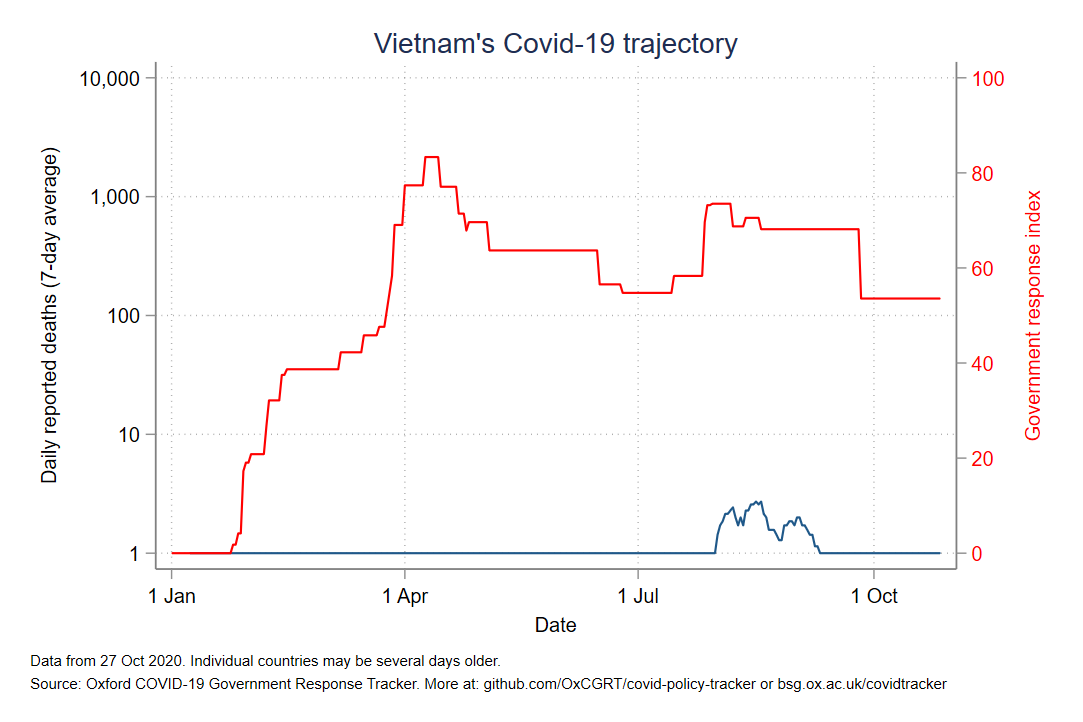 Vietnam's Covid-19 trajectory
10,000
1,000
100
10
1
Daily reported deaths (7-day average)
100
80
60
40
20
0
Government response index
1 Jan
1 Apr
1 Jul
1 Oct
Date
Data from 27 Oct 2020. Individual countries may be several days older.
Source: Oxford COVID-19 Government Response Tracker. More at: github.com/OxCGRT/covid-policy-tracker or bsg.ox.ac.uk/covidtracker